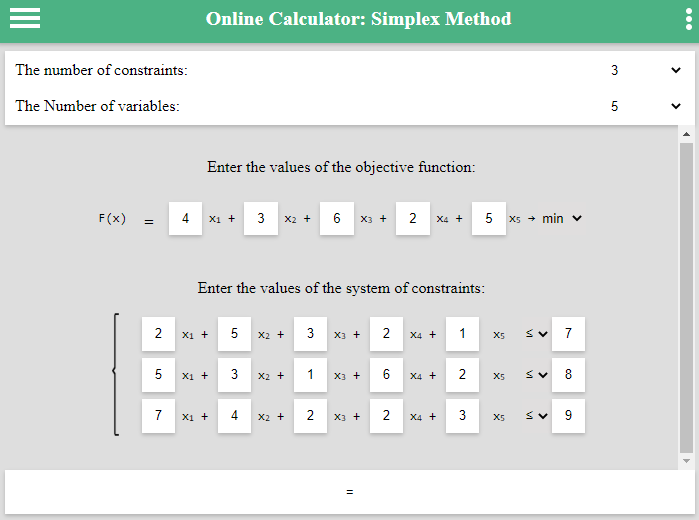 Online Calculator: Simplex Method
The number of constraints: 3
The Number of variables: 5
Enter the values of the objective function:
F(x) = 4 x₁ + 3 x₂ + 6 x₃ + 2 x₄ + 5 x₅ → min
Enter the values of the system of constraints:
2 x₁ + 5 x₂ + 3 x₃ + 2 x₄ + 1 x₅ ≤ 7
5 x₁ + 3 x₂ + 1 x₃ + 6 x₄ + 2 x₅ ≤ 8
7 x₁ + 4 x₂ + 2 x₃ + 2 x₄ + 3 x₅ ≤ 9
=